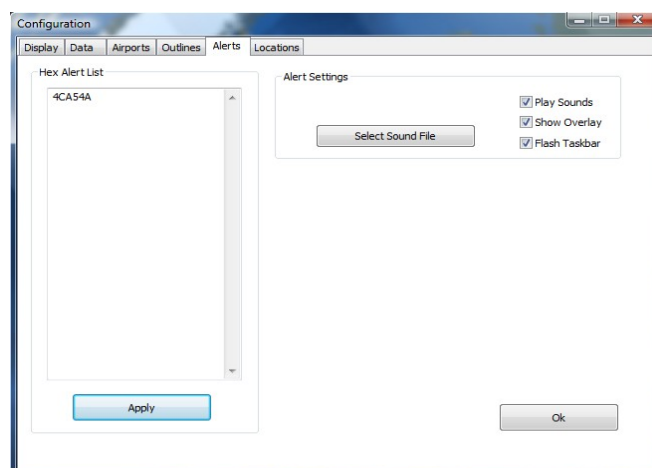 Configuration
Display Data Airports Outlines Alerts Locations
Hex Alert List
4CA54A
Apply
Alert Settings
Select Sound File
Play Sounds
Show Overlay
Flash Taskbar
Ok